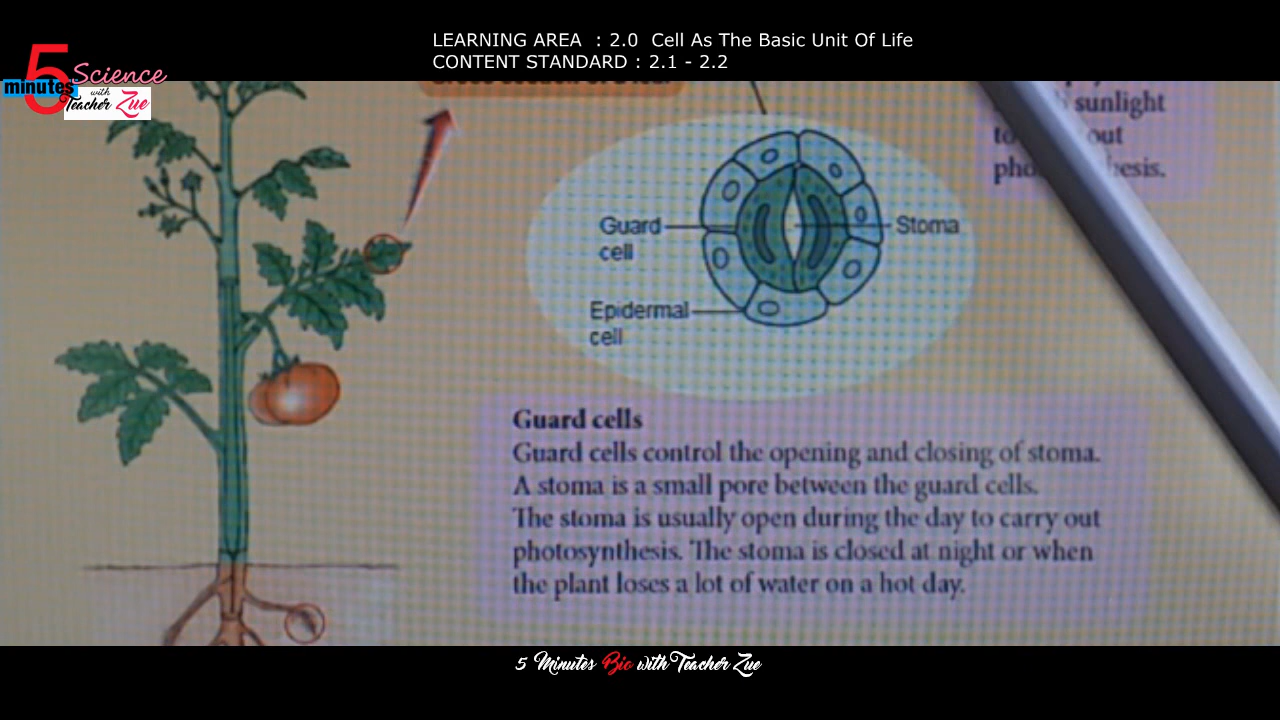 LEARNING AREA : 2.0 Cell As The Basic Unit Of Life
CONTENT STANDARD : 2.1 - 2.2
5
minutes
Science
with
Teacher Zue
sunlight
to out
Guard
cell
Stoma
Epidermal
cell
Guard cells
Guard cells control the opening and closing of stoma.
A stoma is a small pore between the guard cells.
The stoma is usually open during the day to carry out
photosynthesis. The stoma is closed at night or when
the plant loses a lot of water on a hot day.
5 Minutes Bio with Teacher Zue